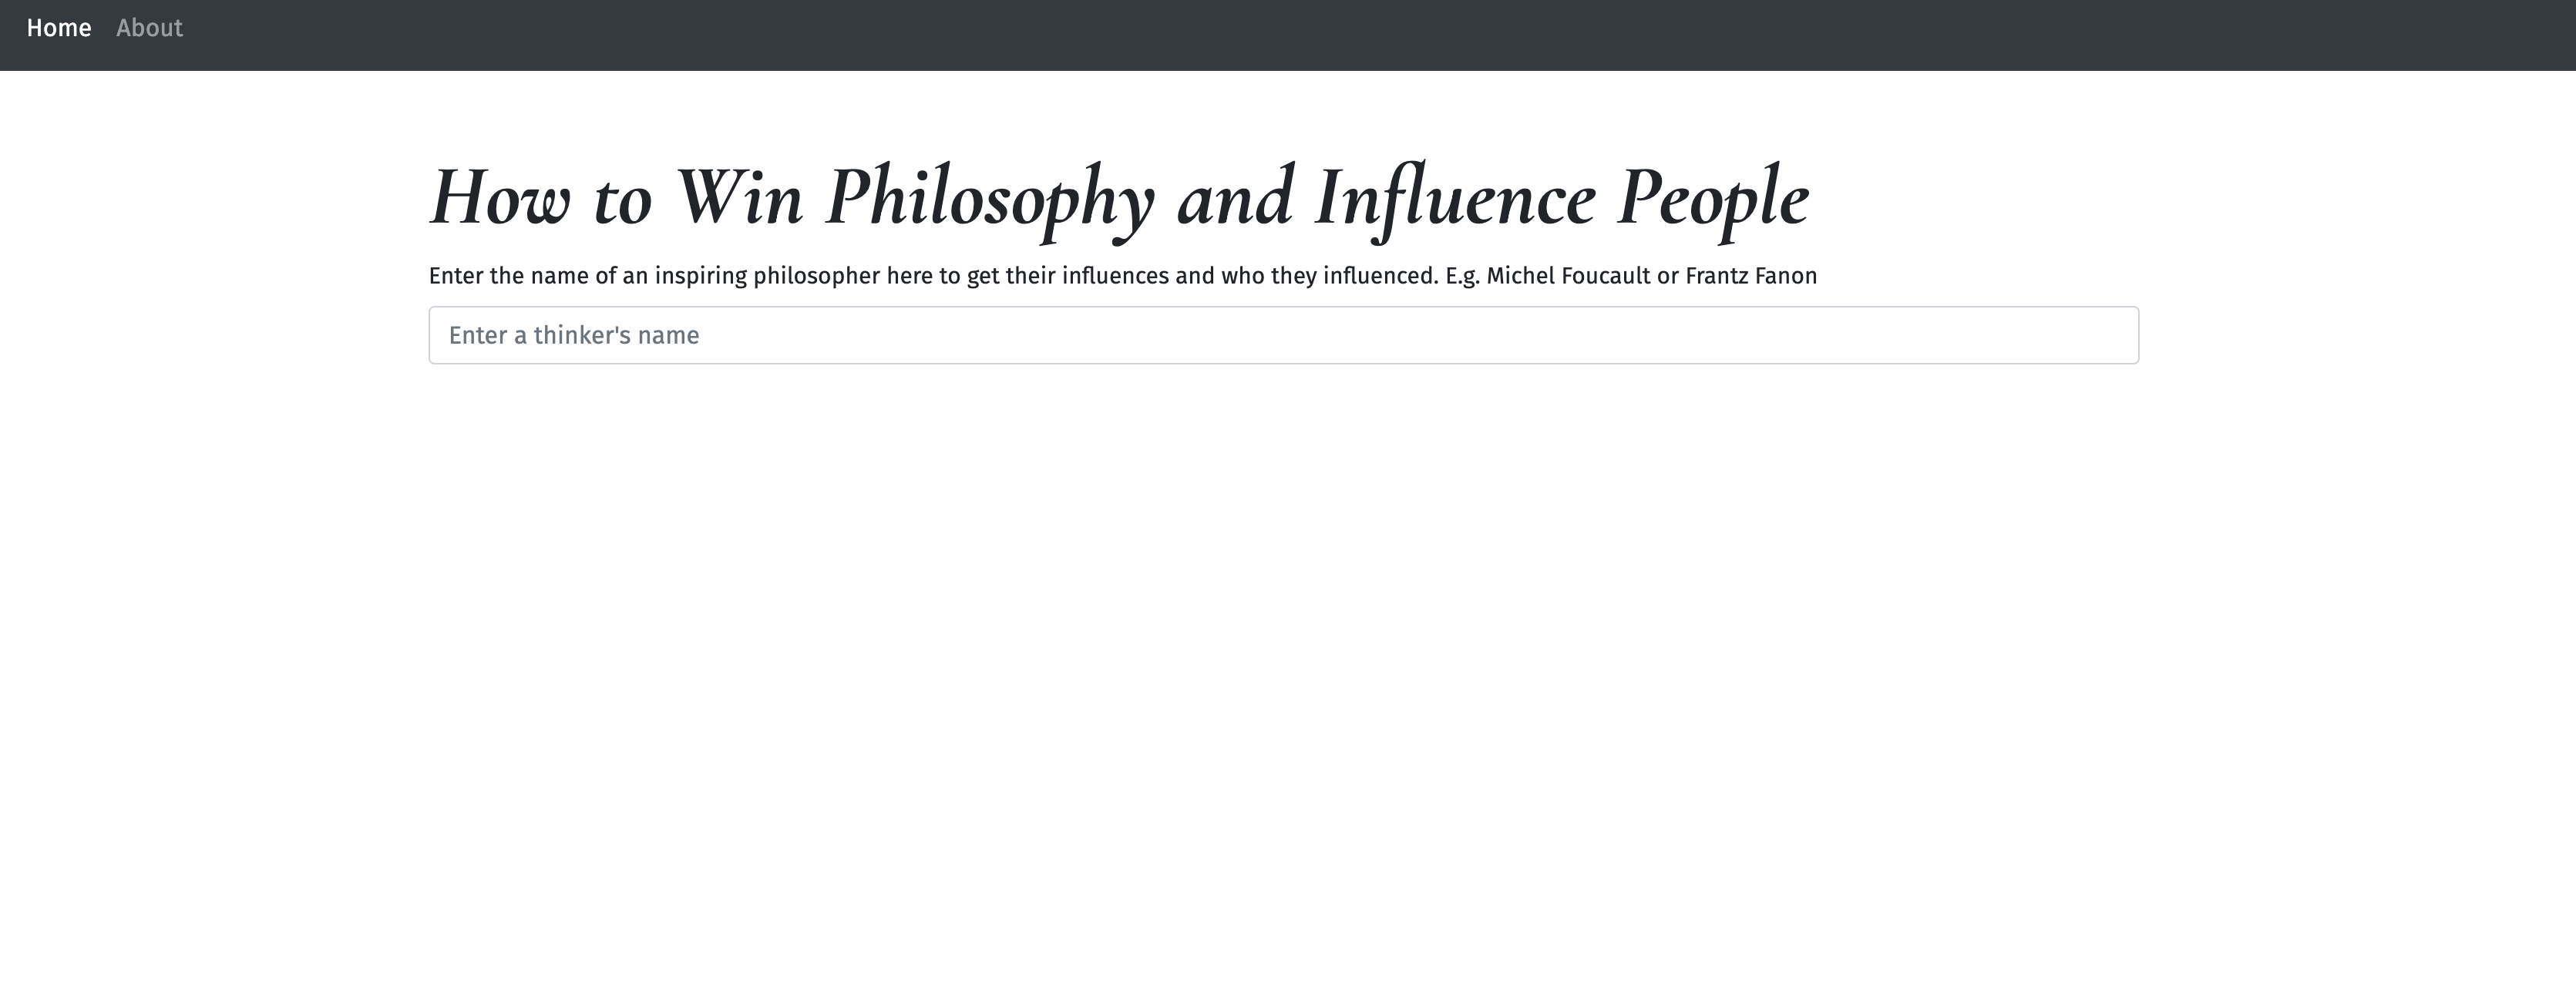 Home About
How to Win Philosophy and Influence People
Enter the name of an inspiring philosopher here to get their influences and who they influenced. E.g. Michel Foucault or Frantz Fanon
Enter a thinker's name